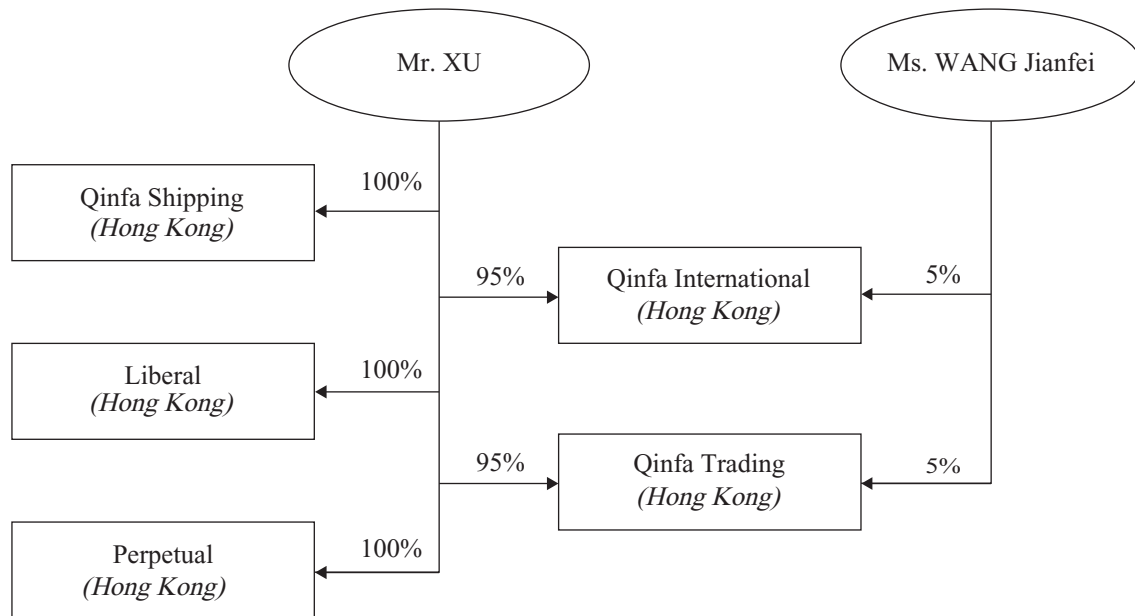 Mr. XU
Ms. WANG Jianfei
100%
Qinfa Shipping
(Hong Kong)
95%
Qinfa International
(Hong Kong)
5%
100%
Liberal
(Hong Kong)
95%
Qinfa Trading
(Hong Kong)
5%
100%
Perpetual
(Hong Kong)